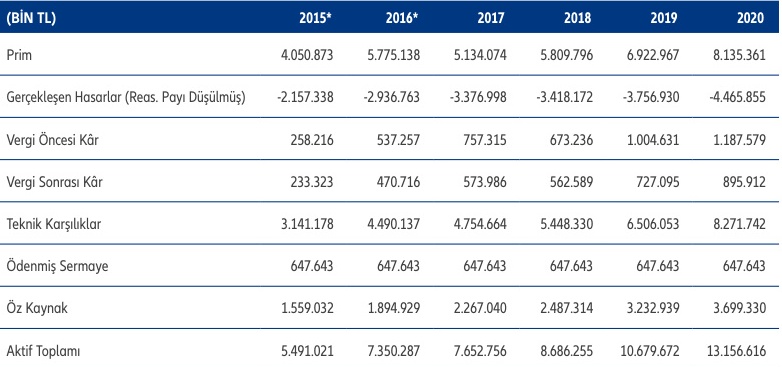 (BİN TL) 2015* 2016* 2017 2018 2019 2020
Prim 4.050.873 5.775.138 5.134.074 5.809.796 6.922.967 8.135.361
Gerçekleşen Hasarlar (Reas. Payı Düşülmüş) -2.157.338 -2.936.763 -3.376.998 -3.418.172 -3.756.930 -4.465.855
Vergi Öncesi Kâr 258.216 537.257 757.315 673.236 1.004.631 1.187.579
Vergi Sonrası Kâr 233.323 470.716 573.986 562.589 727.095 895.912
Teknik Karşılıklar 3.141.178 4.490.137 4.754.664 5.448.330 6.506.053 8.271.742
Ödenmiş Sermaye 647.643 647.643 647.643 647.643 647.643 647.643
Öz Kaynak 1.559.032 1.894.929 2.267.040 2.487.314 3.232.939 3.699.330
Aktif Toplamı 5.491.021 7.350.287 7.652.756 8.686.255 10.679.672 13.156.616